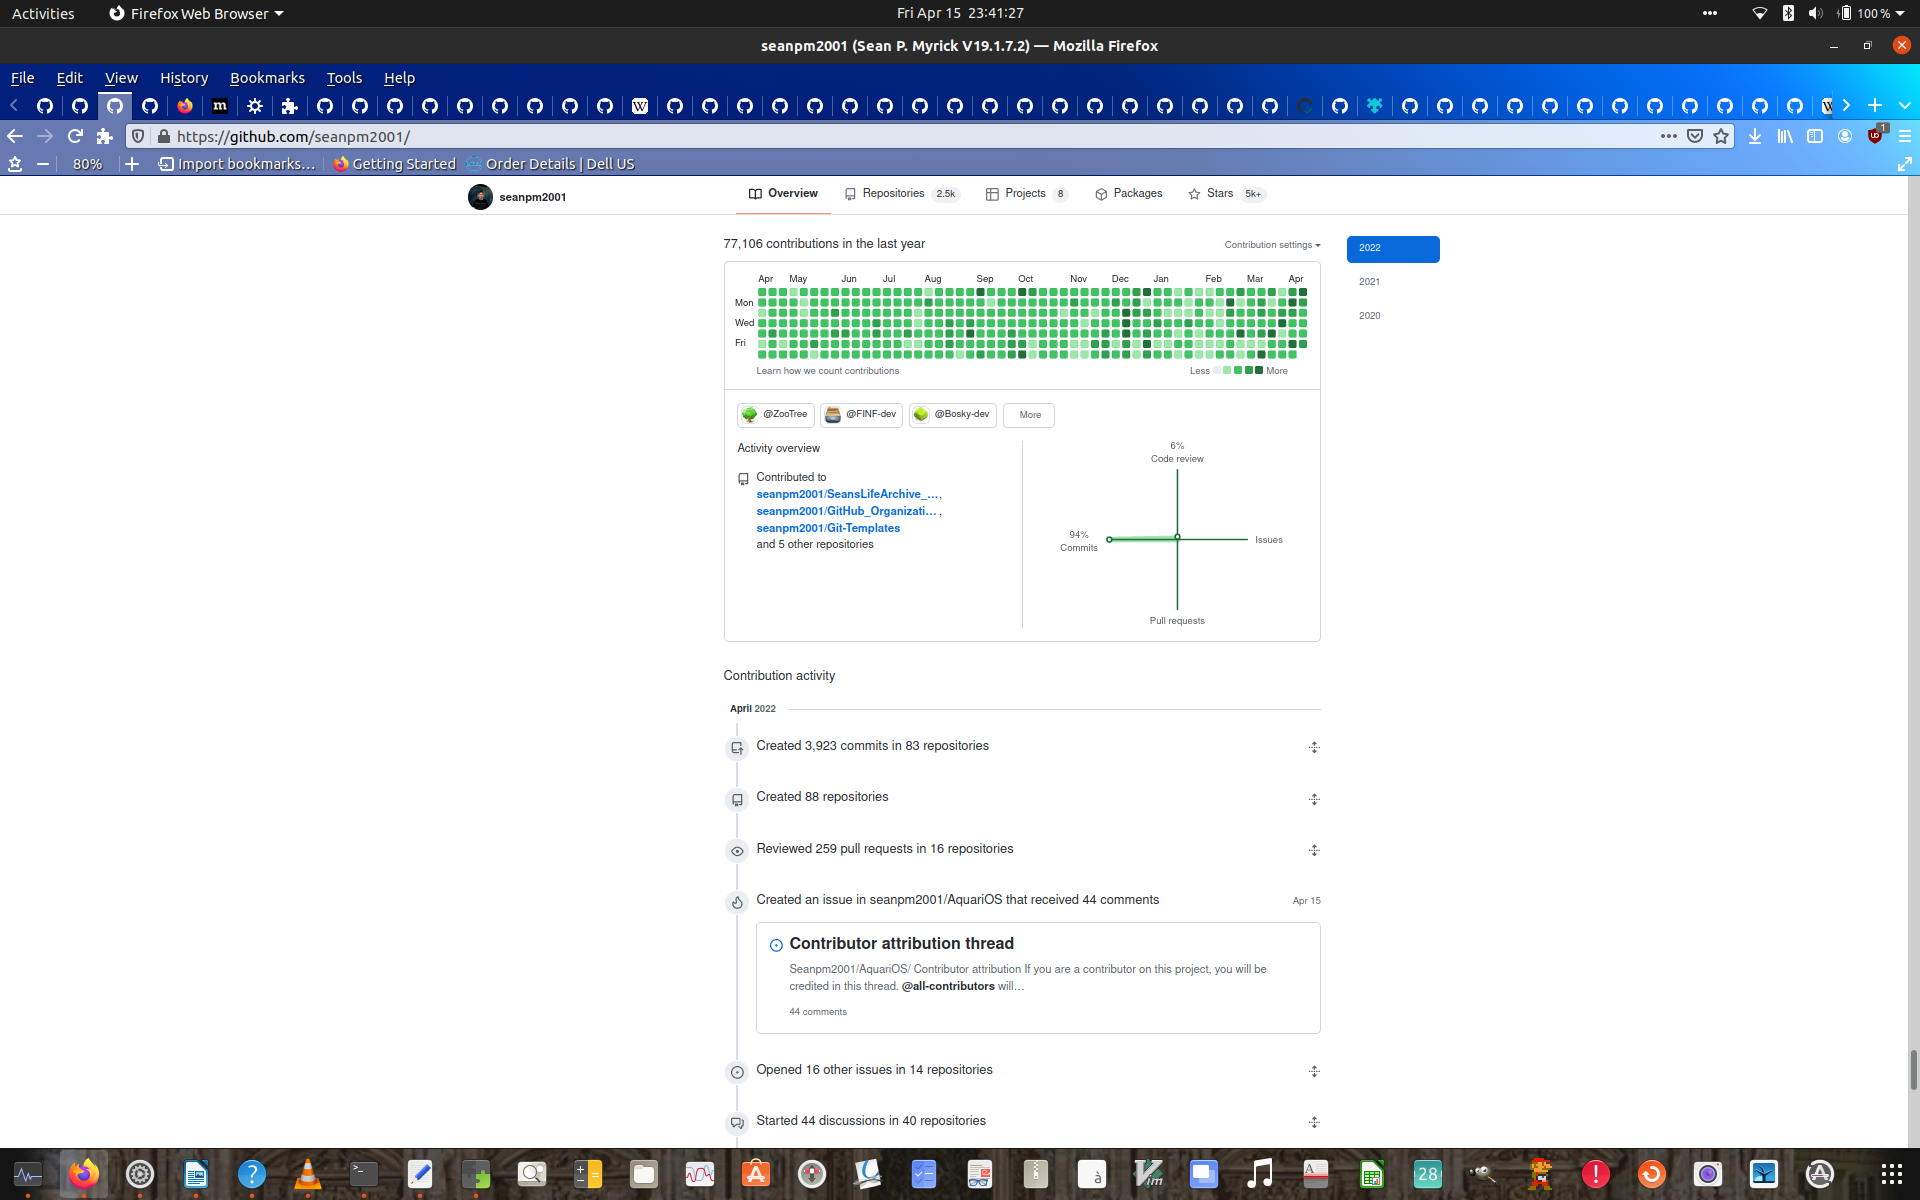 Activities
Firefox Web Browser
Fri Apr 15 23:41:27
100 %
seanpm2001 (Sean P. Myrick V19.1.7.2) — Mozilla Firefox
File Edit View History Bookmarks Tools Help
https://github.com/seanpm2001/
1
80%
Import bookmarks…
Getting Started
Order Details | Dell US
seanpm2001
Overview
Repositories 2.5k
Projects 8
Packages
Stars 5k+
77,106 contributions in the last year
Contribution settings
2022
2021
2020
Apr May Jun Jul Aug Sep Oct Nov Dec Jan Feb Mar Apr
Mon
Wed
Fri
Learn how we count contributions
Less More
@ZooTree
@FINF-dev
@Bosky-dev
More
Activity overview
Contributed to
seanpm2001/SeansLifeArchive_… ,
seanpm2001/GitHub_Organizati… ,
seanpm2001/Git-Templates
and 5 other repositories
6%
Code review
94%
Commits
Issues
Pull requests
Contribution activity
April 2022
Created 3,923 commits in 83 repositories
Created 88 repositories
Reviewed 259 pull requests in 16 repositories
Created an issue in seanpm2001/AquariOS that received 44 comments
Apr 15
Contributor attribution thread
Seanpm2001/AquariOS/ Contributor attribution If you are a contributor on this project, you will be
credited in this thread. @all-contributors will…
44 comments
Opened 16 other issues in 14 repositories
Started 44 discussions in 40 repositories
28